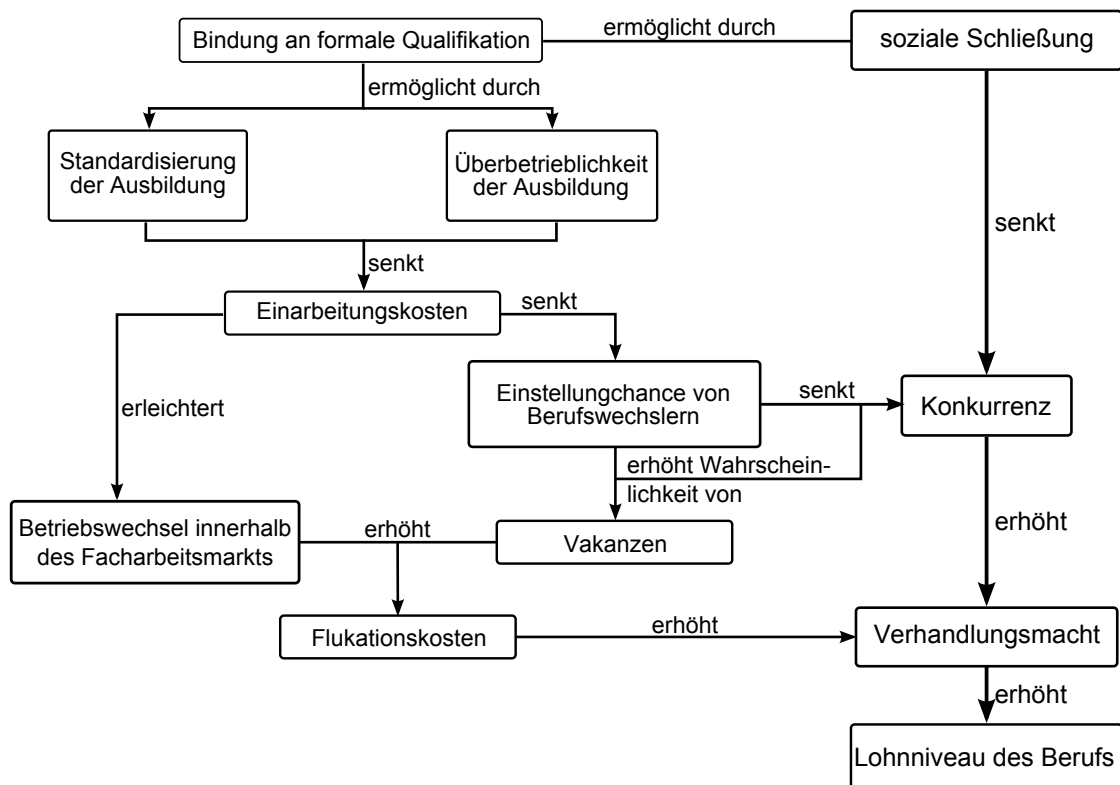 Bindung an formale Qualifikation
ermöglicht durch
soziale Schließung
ermöglicht durch
Standardisierung
der Ausbildung
Überbetrieblichkeit
der Ausbildung
senkt
senkt
Einarbeitungskosten
senkt
erleichtert
Einstellungchance von
Berufswechslern
senkt
Konkurrenz
erhöht Wahrschein-
lichkeit von
Betriebswechsel innerhalb
des Facharbeitsmarkts
erhöht
Vakanzen
erhöht
Flukationskosten
erhöht
Verhandlungsmacht
erhöht
Lohnniveau des Berufs